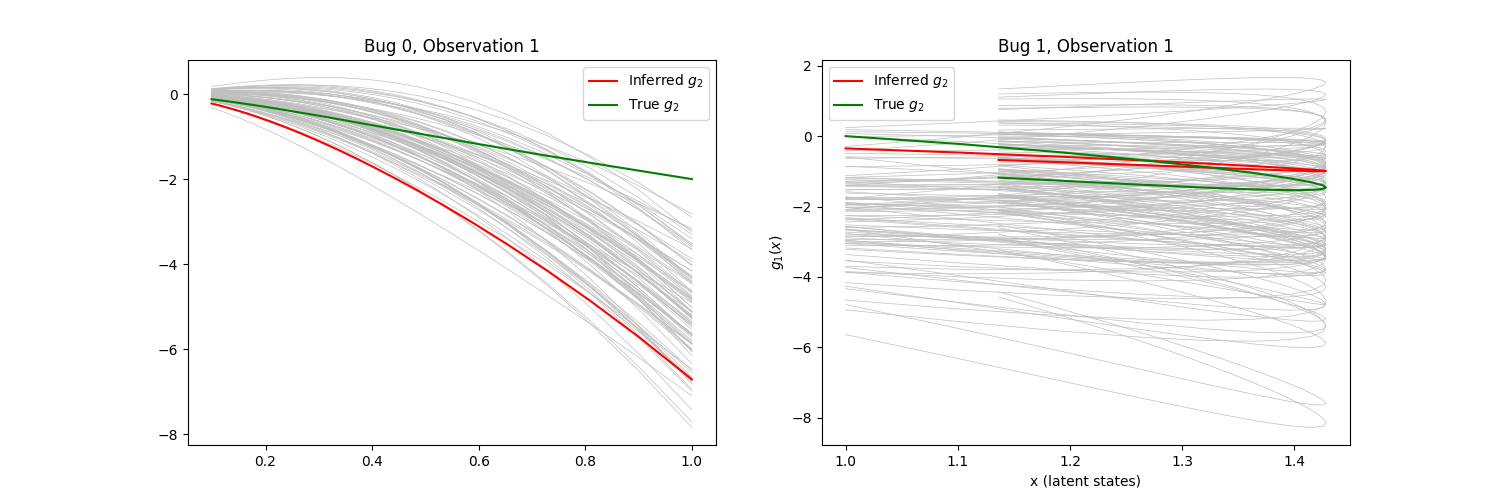 Bug 0, Observation 1
Inferred g₂
True g₂
0
−2
−4
−6
−8
0.2
0.4
0.6
0.8
1.0
Bug 1, Observation 1
Inferred g₂
True g₂
g₁(x)
2
0
−2
−4
−6
−8
1.0
1.1
1.2
1.3
1.4
x (latent states)